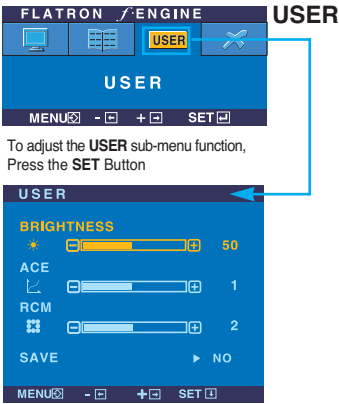 FLATRON ƒ·ENGINE
USER
USER
USER
MENU - + SET
To adjust the USER sub-menu function,
Press the SET Button
USER
BRIGHTNESS
50
ACE
1
RCM
2
SAVE ▶ NO
MENU - + SET